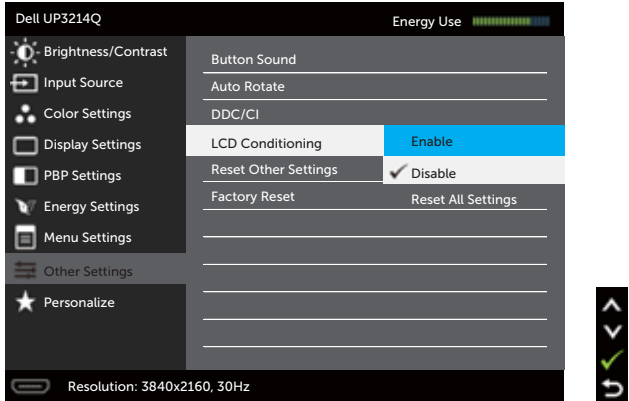 Dell UP3214Q Energy Use
Brightness/Contrast
Input Source
Color Settings
Display Settings
PBP Settings
Energy Settings
Menu Settings
Other Settings
Personalize
Button Sound
Auto Rotate
DDC/CI
LCD Conditioning Enable
Reset Other Settings Disable
Factory Reset Reset All Settings
Resolution: 3840x2160, 30Hz